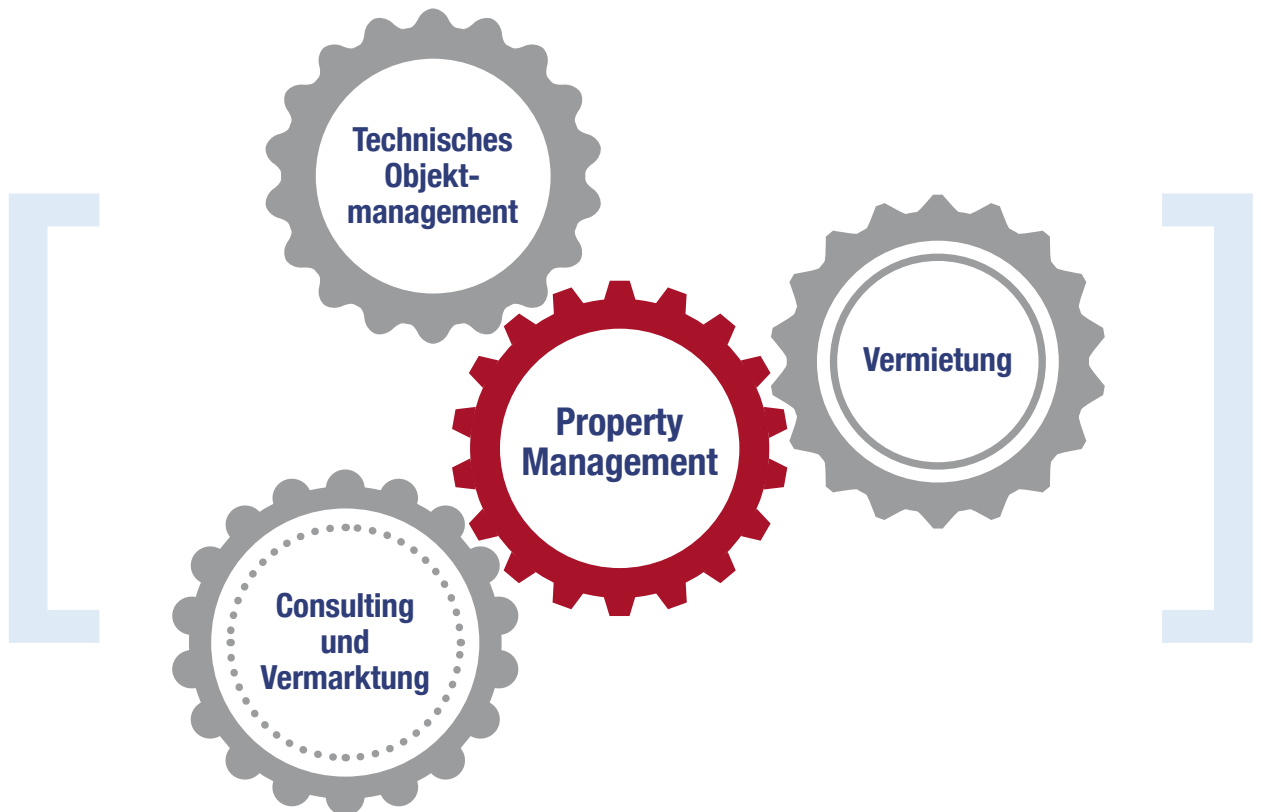 Technisches
Objekt-
management
Vermietung
Property
Management
Consulting
und
Vermarktung